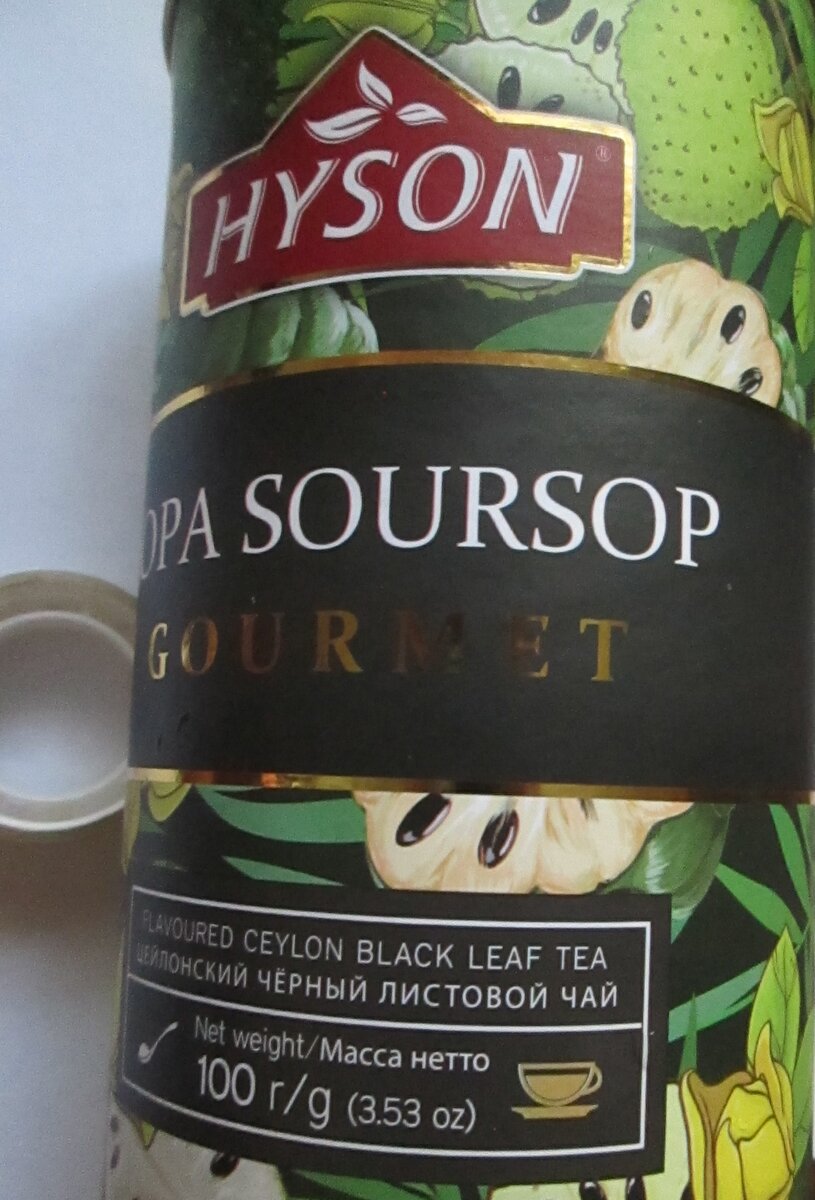 HYSON®
OPA SOURSOP
GOURMET
FLAVOURED CEYLON BLACK LEAF TEA
ЦЕЙЛОНСКИЙ ЧЁРНЫЙ ЛИСТОВОЙ ЧАЙ
Net weight/Масса нетто
100 г/g (3.53 oz)